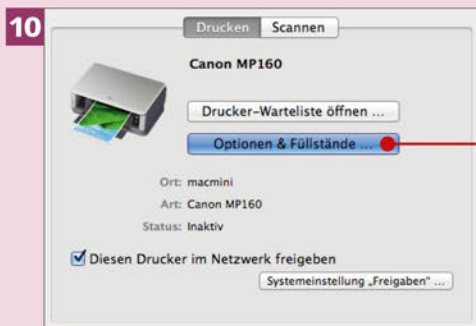 10
Drucken Scannen
Canon MP160
Drucker-Warteliste öffnen ...
Optionen & Füllstände ...
Ort: macmini
Art: Canon MP160
Status: Inaktiv
Diesen Drucker im Netzwerk freigeben
Systemeinstellung „Freigaben“ ...